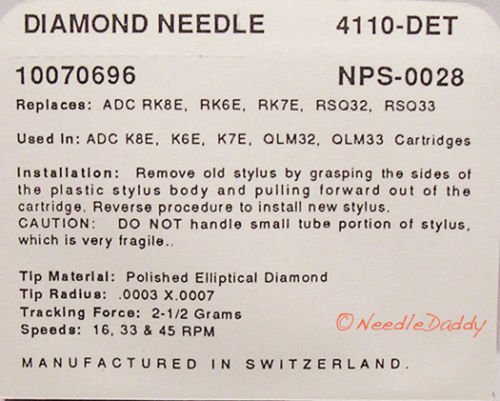 DIAMOND NEEDLE 4110-DET
10070696 NPS-0028
Replaces: ADC RK8E, RK6E, RK7E, RSQ32, RSQ33
Used In: ADC K8E, K6E, K7E, QLM32, QLM33 Cartridges
Installation: Remove old stylus by grasping the sides of
the plastic stylus body and pulling forward out of the
cartridge. Reverse procedure to install new stylus.
CAUTION: DO NOT handle small tube portion of stylus,
which is very fragile..
Tip Material: Polished Elliptical Diamond
Tip Radius: .0003 X.0007
Tracking Force: 2-1/2 Grams
Speeds: 16, 33 & 45 RPM
©NeedleDaddy
MANUFACTURED IN SWITZERLAND.